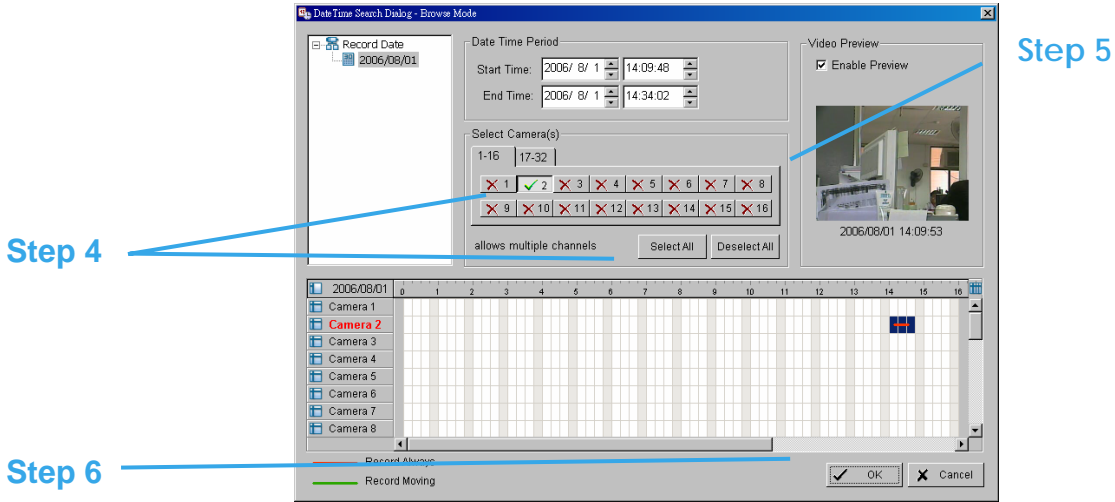 DateTime Search Dialog - Browse Mode
Record Date
2006/08/01
Date Time Period
Start Time: 2006/ 8/ 1 14:09:48
End Time: 2006/ 8/ 1 14:34:02
Select Camera(s)
1-16 17-32
1 2 3 4 5 6 7 8
9 10 11 12 13 14 15 16
allows multiple channels Select All Deselect All
Video Preview
Enable Preview
2006/08/01 14:09:53
Step 5
Step 4
2006/08/01 0 1 2 3 4 5 6 7 8 9 10 11 12 13 14 15 16
Camera 1
Camera 2
Camera 3
Camera 4
Camera 5
Camera 6
Camera 7
Camera 8
Step 6
Record Always
Record Moving
OK Cancel